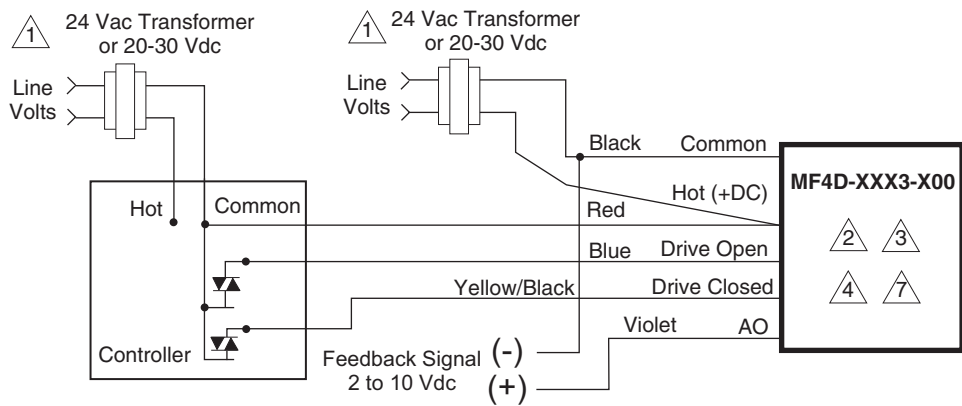 1
24 Vac Transformer
or 20-30 Vdc
Line
Volts
1
24 Vac Transformer
or 20-30 Vdc
Line
Volts
Black
Common
MF4D-XXX3-X00
Hot
Common
Hot (+DC)
Red
2
3
Blue
Drive Open
Yellow/Black
Drive Closed
4
7
Violet
AO
Controller
Feedback Signal (-)
2 to 10 Vdc (+)